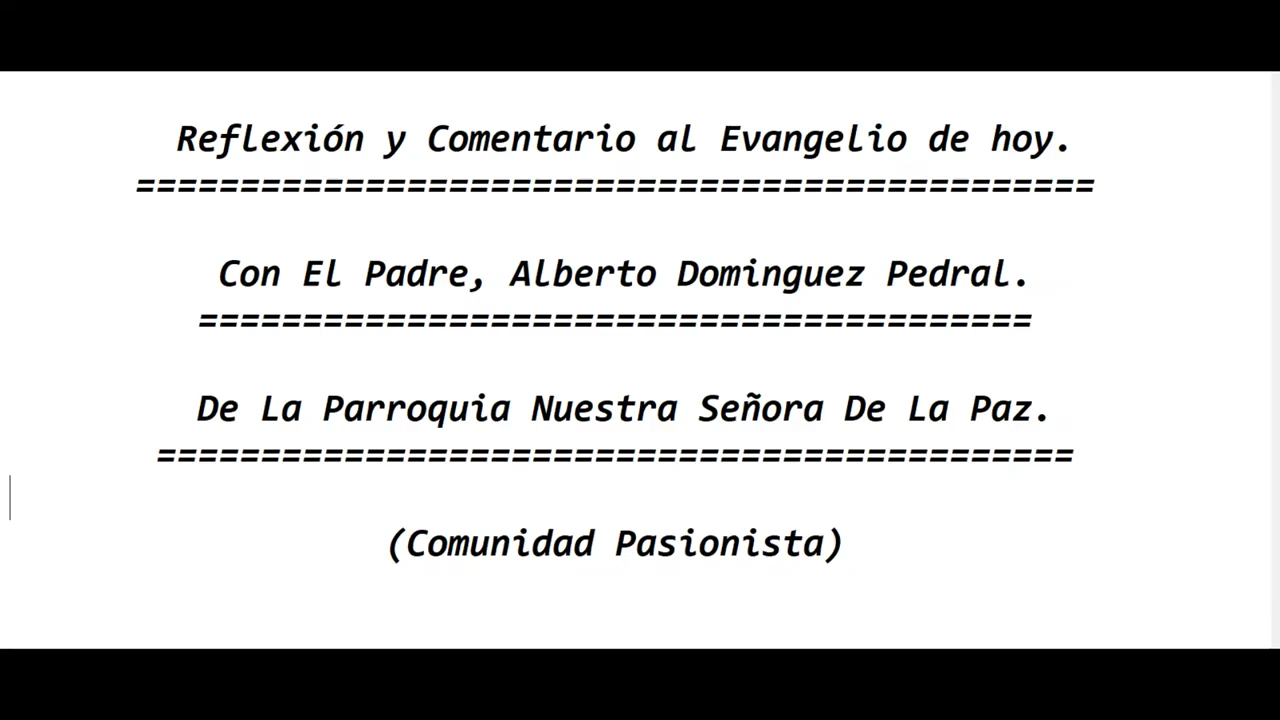 Reflexión y Comentario al Evangelio de hoy.
==============================================
Con El Padre, Alberto Dominguez Pedral.
========================================
De La Parroquia Nuestra Señora De La Paz.
============================================
(Comunidad Pasionista)